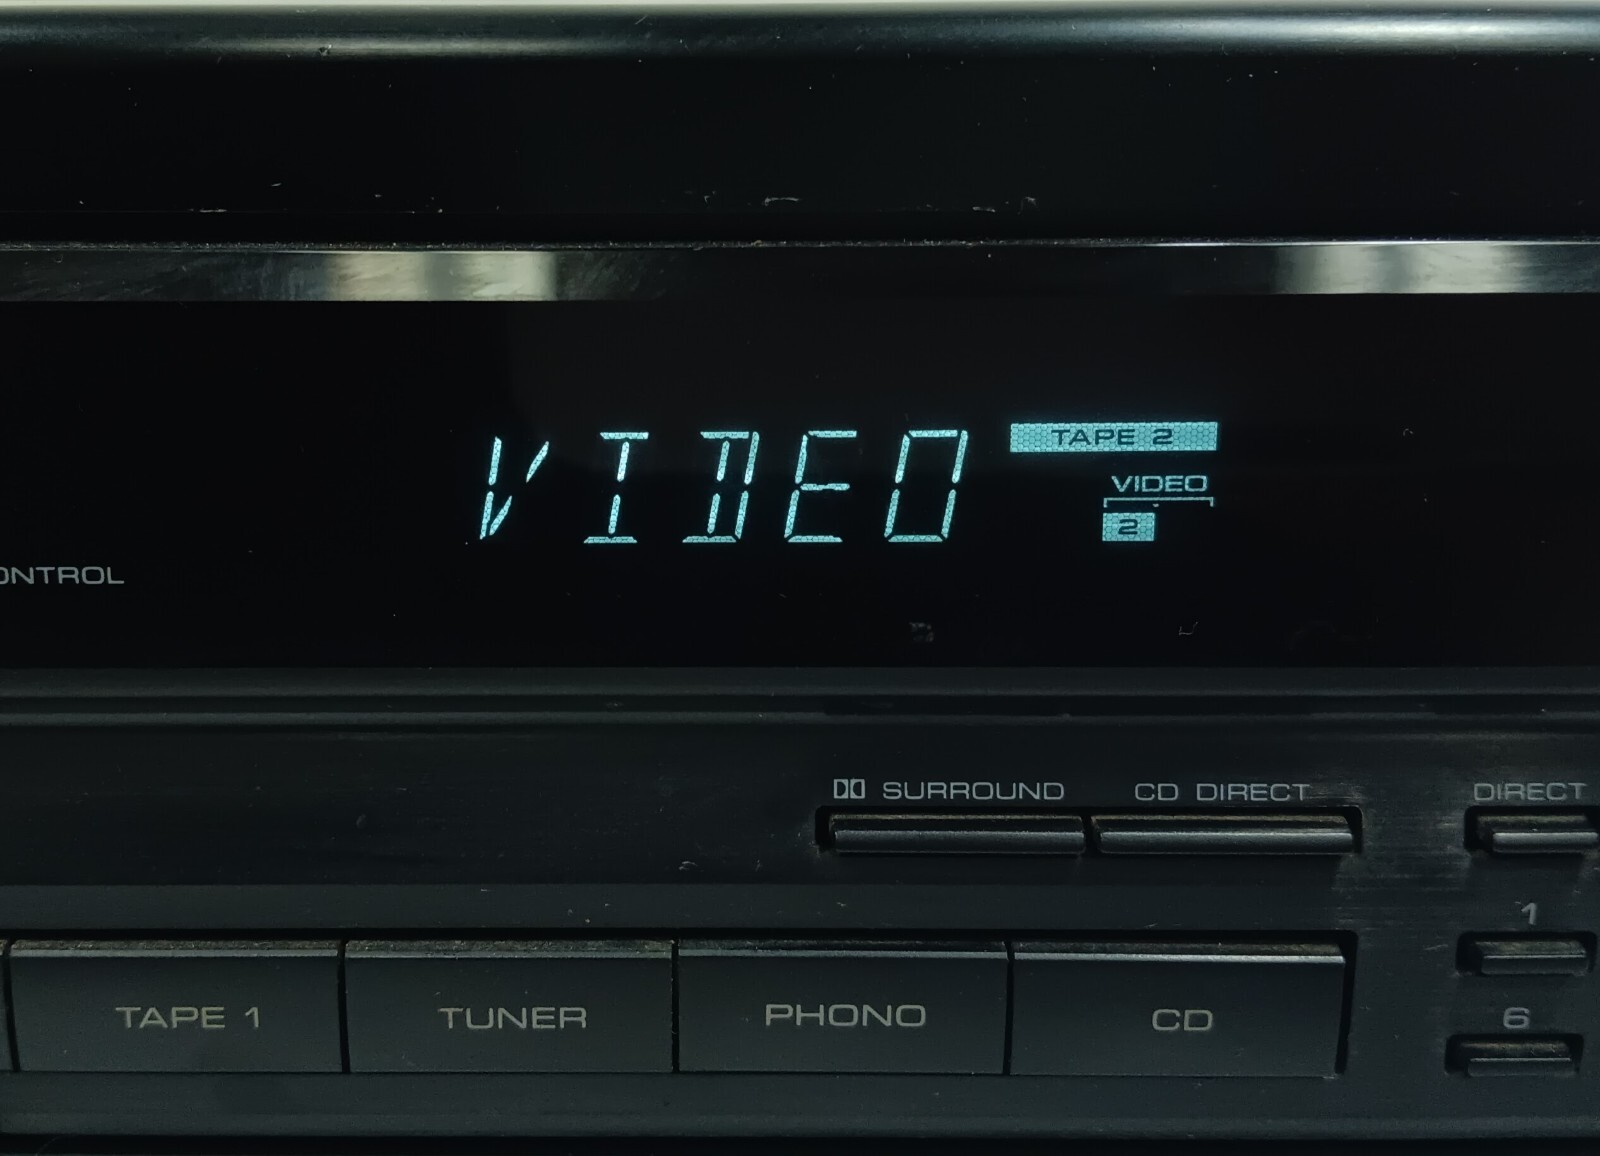 VIDEO
TAPE 2
VIDEO
2
ONTROL
SURROUND
CD DIRECT
DIRECT
1
TAPE 1
TUNER
PHONO
CD
6